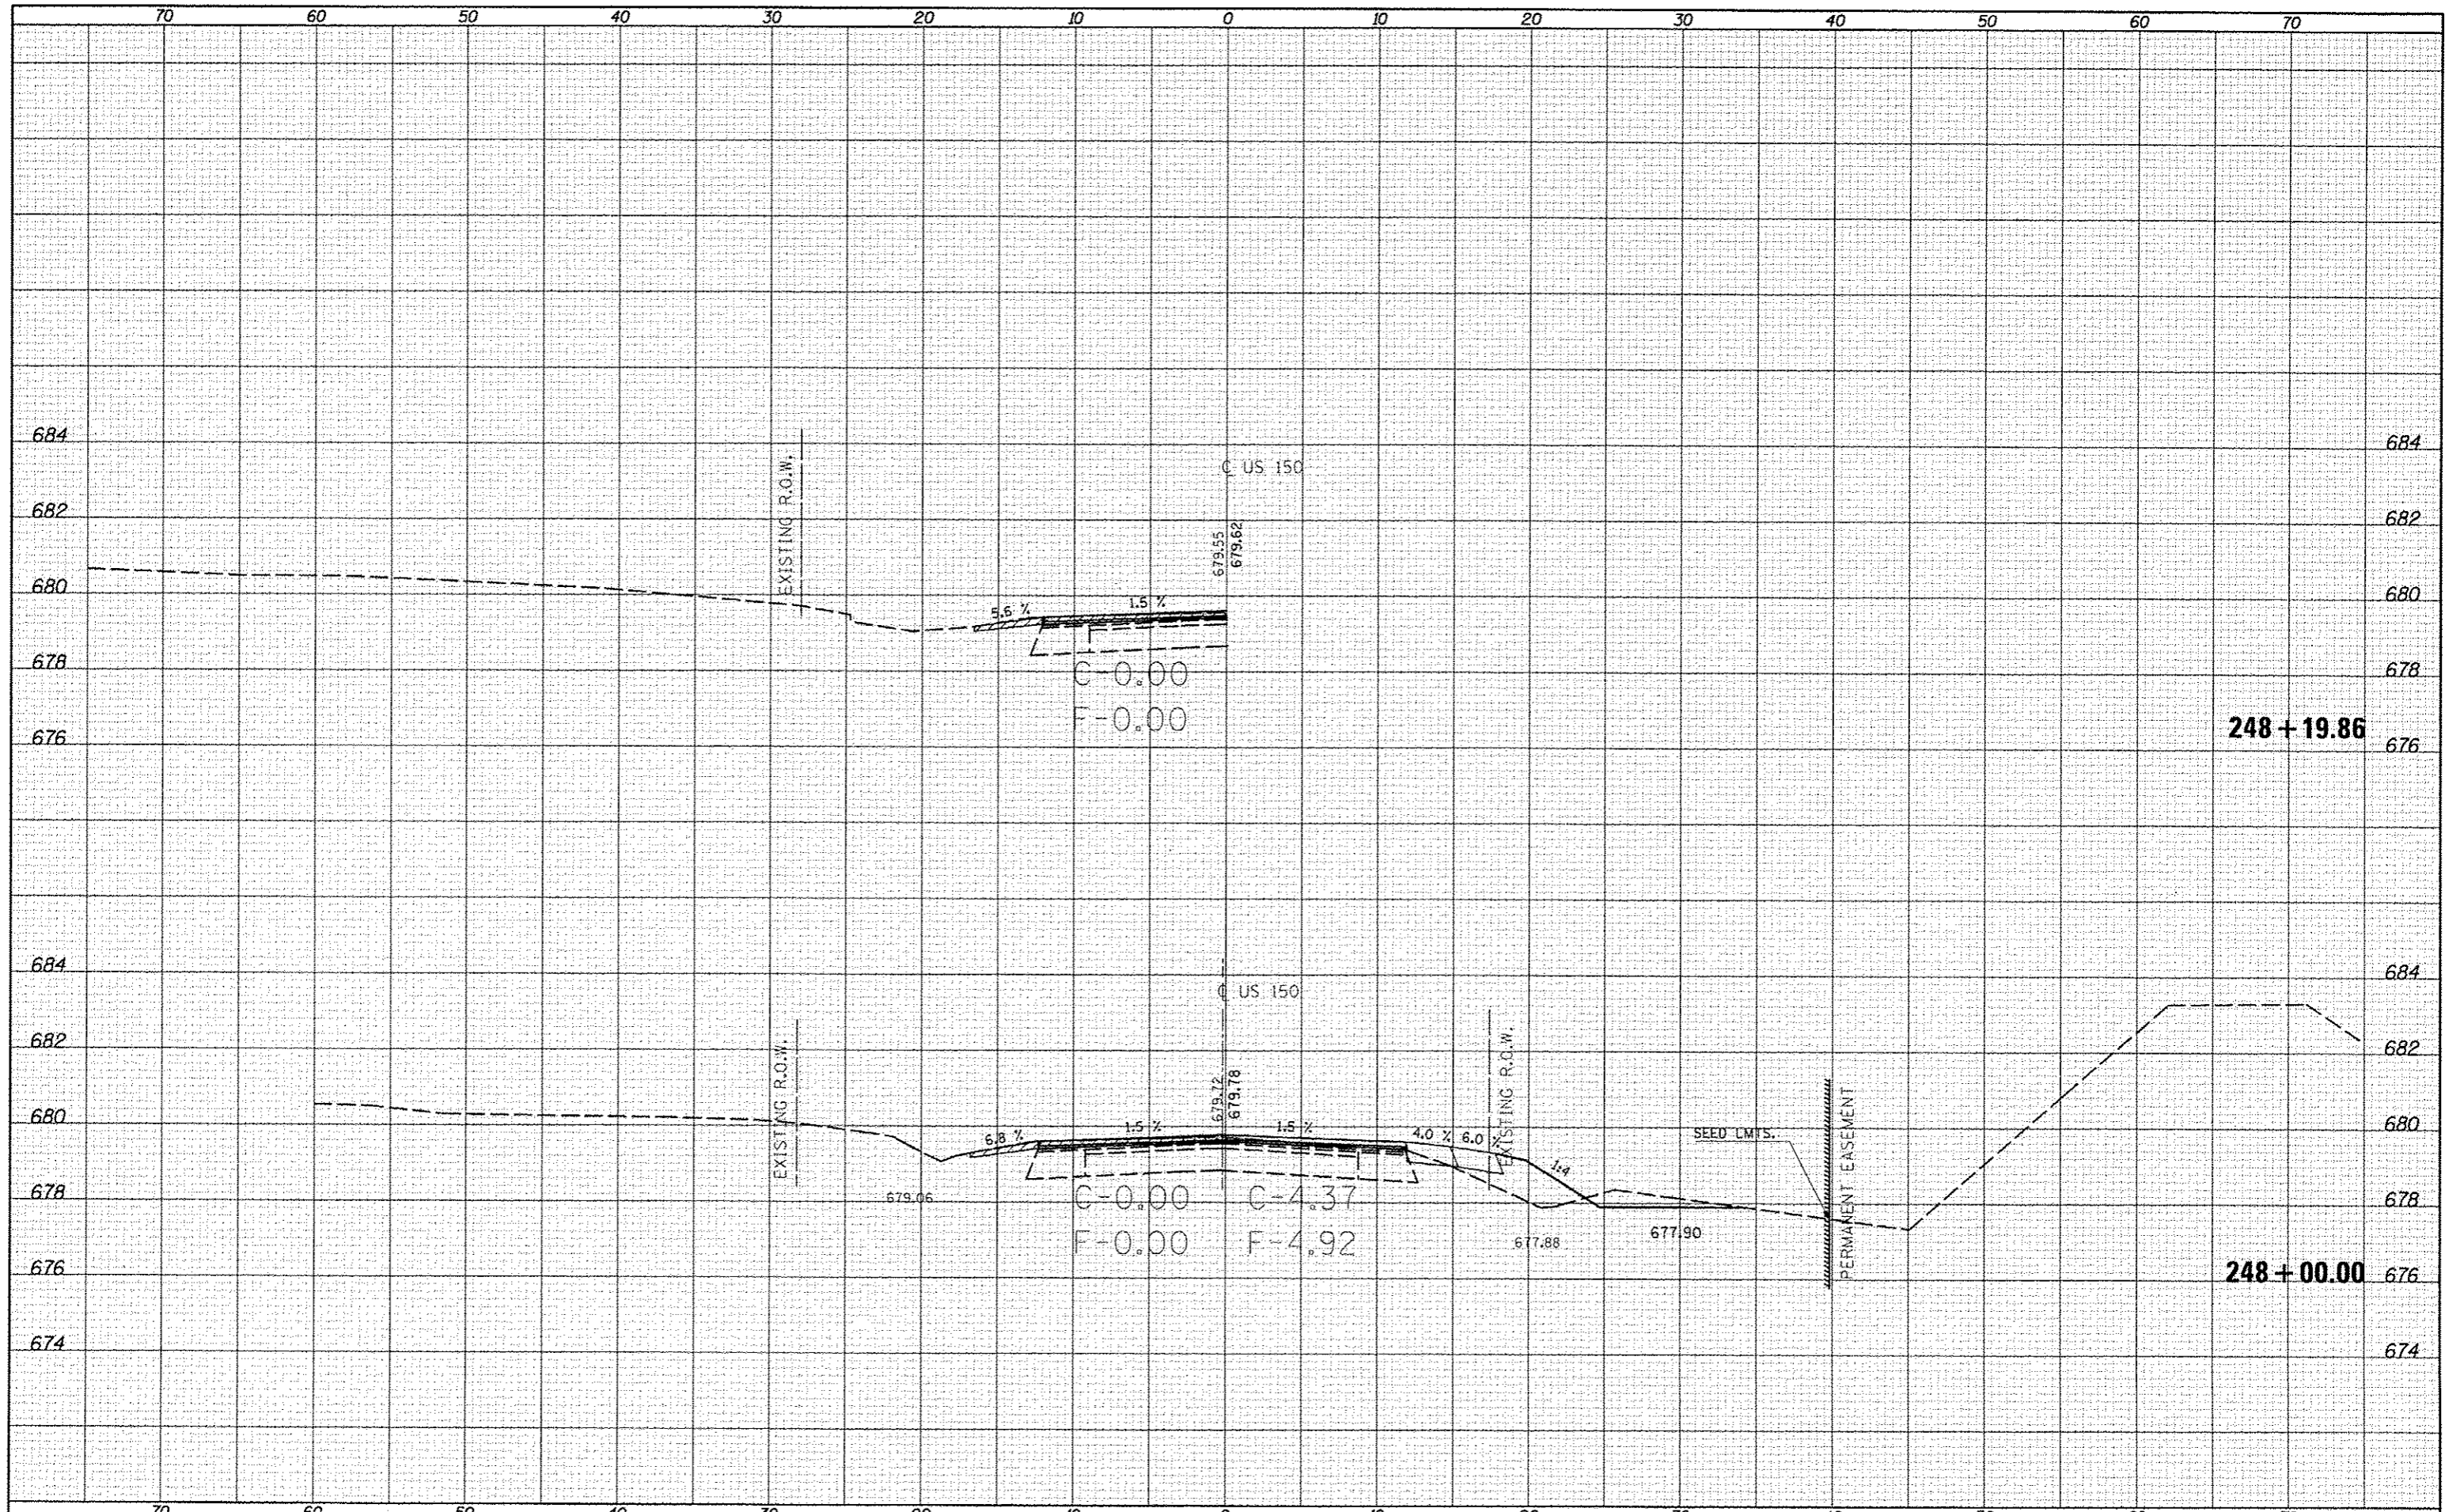 70 60 50 40 30 20 10 0 10 20 30 40 50 60 70
684 684
EXISTING R.O.W.
℄ US 150
682 682
679.55
679.62
680 680
5.6 % 1.5 %
678 678
C-0.00
F-0.00
248+19.86
676 676
684 684
℄ US 150
682 682
EXISTING R.O.W.
679.72
679.78
EXISTING R.O.W.
680 680
6.8 % 1.5 % 1.5 % 4.0 % 6.0 %
1:4
SEED LMTS.
PERMANENT EASEMENT
678 678
679.06
C-0.00 C-4.37
F-0.00 F-4.92
677.88
677.90
248+00.00
676 676
674 674